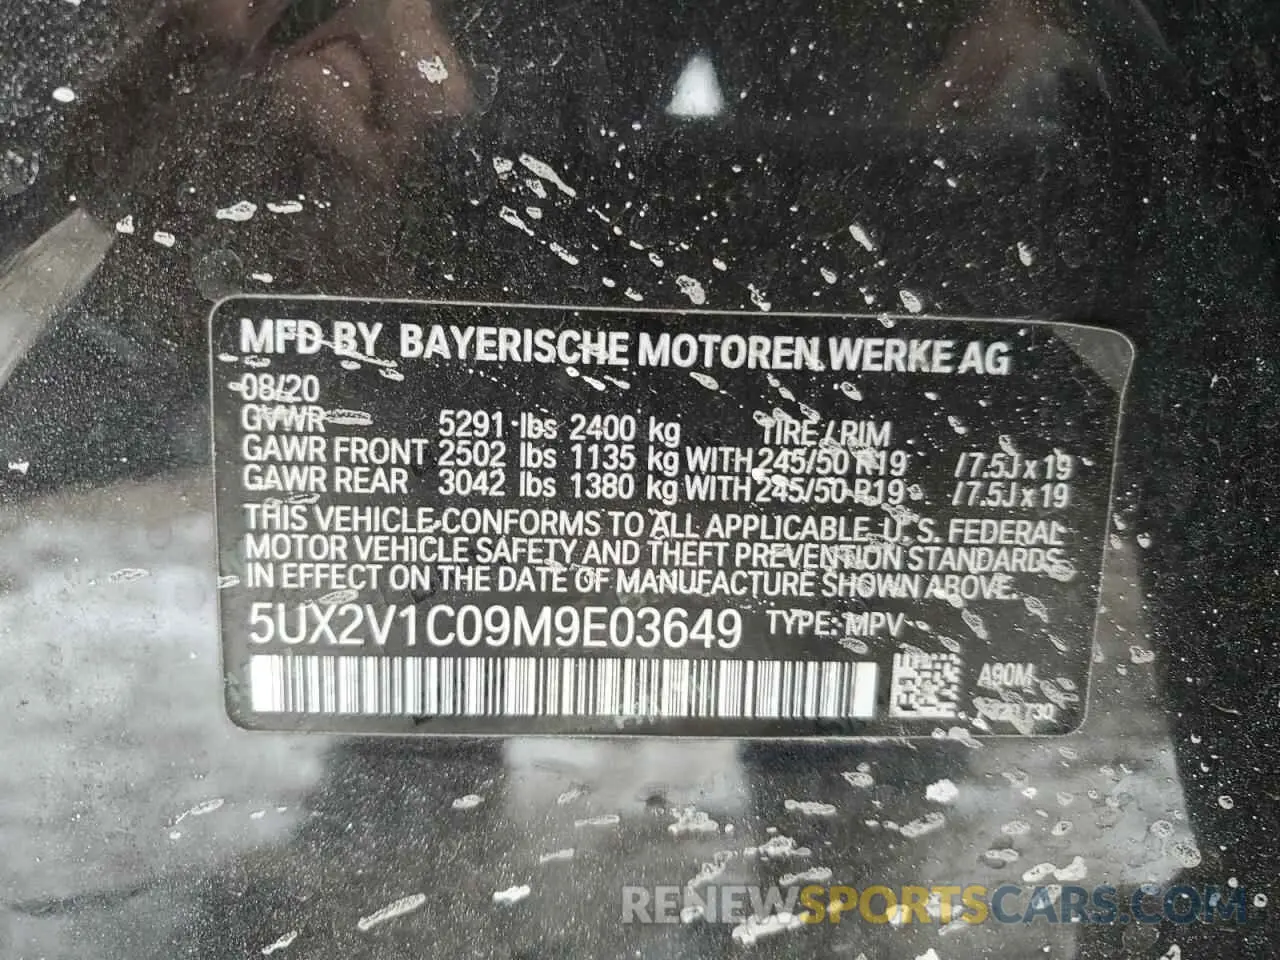 MFD BY BAYERISCHE MOTOREN WERKE AG
08/20
GVWR 5291 lbs 2400 kg TIRE / RIM
GAWR FRONT 2502 lbs 1135 kg WITH 245/50 R19 /7.5J x 19
GAWR REAR 3042 lbs 1380 kg WITH 245/50 R19 /7.5J x 19
THIS VEHICLE CONFORMS TO ALL APPLICABLE U. S. FEDERAL
MOTOR VEHICLE SAFETY AND THEFT PREVENTION STANDARDS
IN EFFECT ON THE DATE OF MANUFACTURE SHOWN ABOVE.
5UX2V1C09M9E03649 TYPE: MPV
A90M
RENEWSPORTSCARS.COM